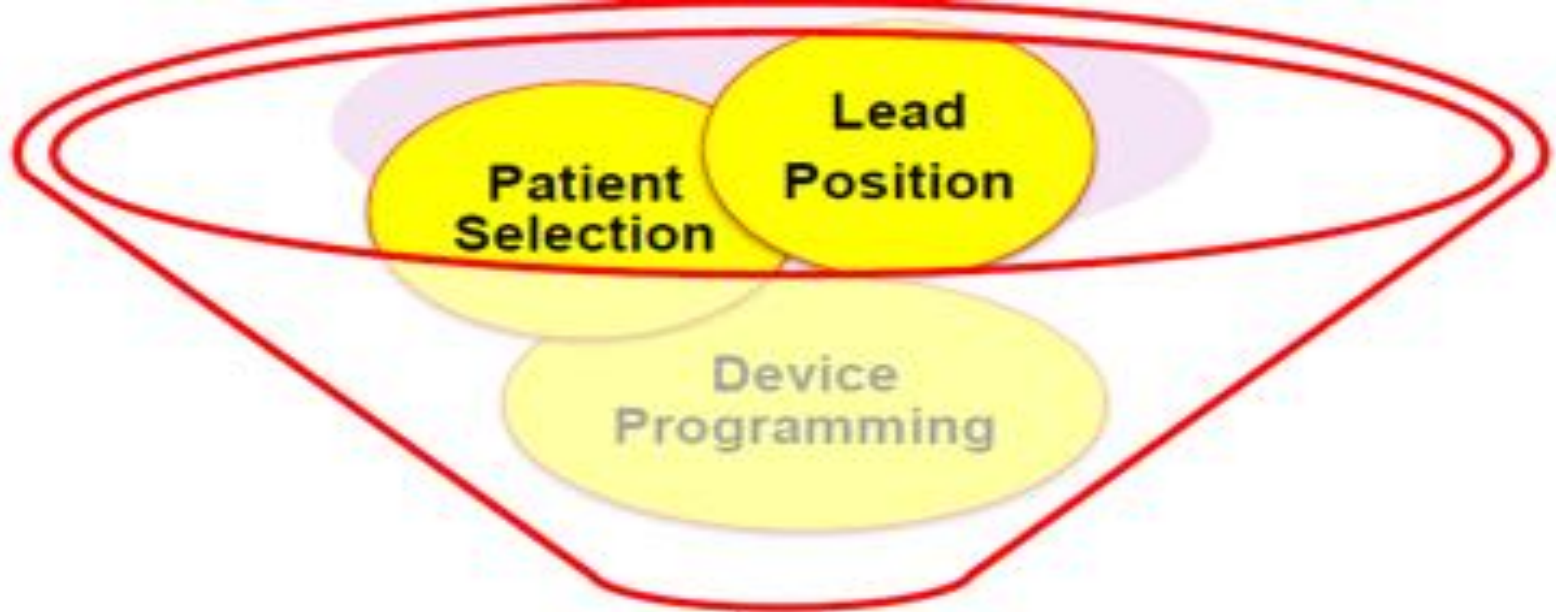 Lead
Position
Patient
Selection
Device
Programming